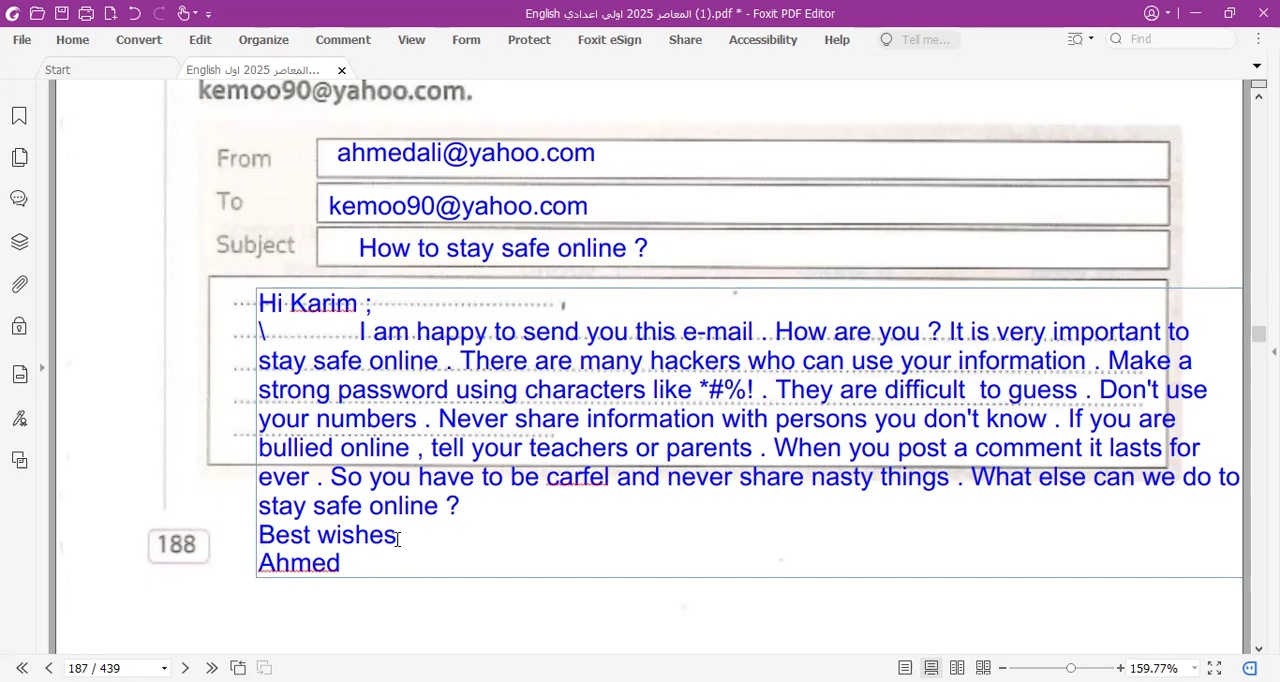 English المعاصر 2025 اولي اعدادي (1).pdf * - Foxit PDF Editor
File Home Convert Edit Organize Comment View Form Protect Foxit eSign Share Accessibility Help Tell me... Find
Start English المعاصر 2025 اول...
kemoo90@yahoo.com.
From ahmedali@yahoo.com
To kemoo90@yahoo.com
Subject How to stay safe online ?
Hi Karim ;
\ I am happy to send you this e-mail . How are you ? It is very important to
stay safe online . There are many hackers who can use your information . Make a
strong password using characters like *#%! . They are difficult to guess . Don't use
your numbers . Never share information with persons you don't know . If you are
bullied online , tell your teachers or parents . When you post a comment it lasts for
ever . So you have to be carfel and never share nasty things . What else can we do to
stay safe online ?
Best wishes
Ahmed
188
187 / 439 159.77%